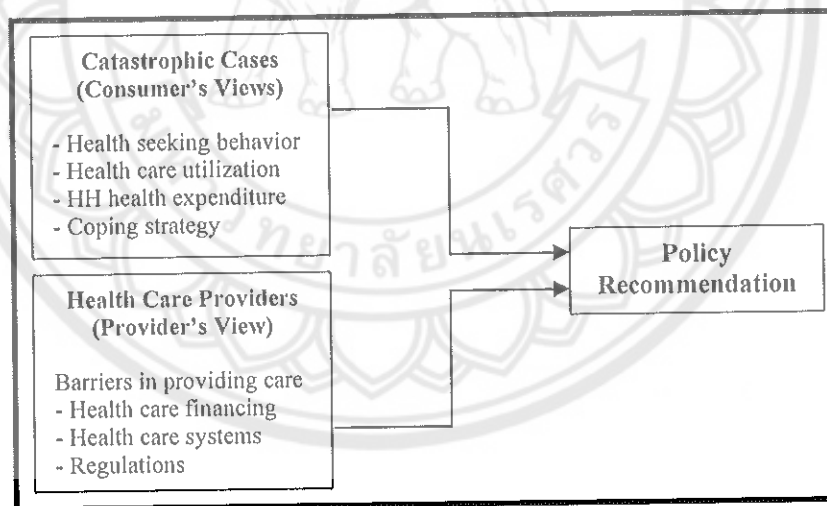 Catastrophic Cases
(Consumer's Views)
- Health seeking behavior
- Health care utilization
- HH health expenditure
- Coping strategy
Health Care Providers
(Provider's View)
Barriers in providing care
- Health care financing
- Health care systems
- Regulations
Policy
Recommendation